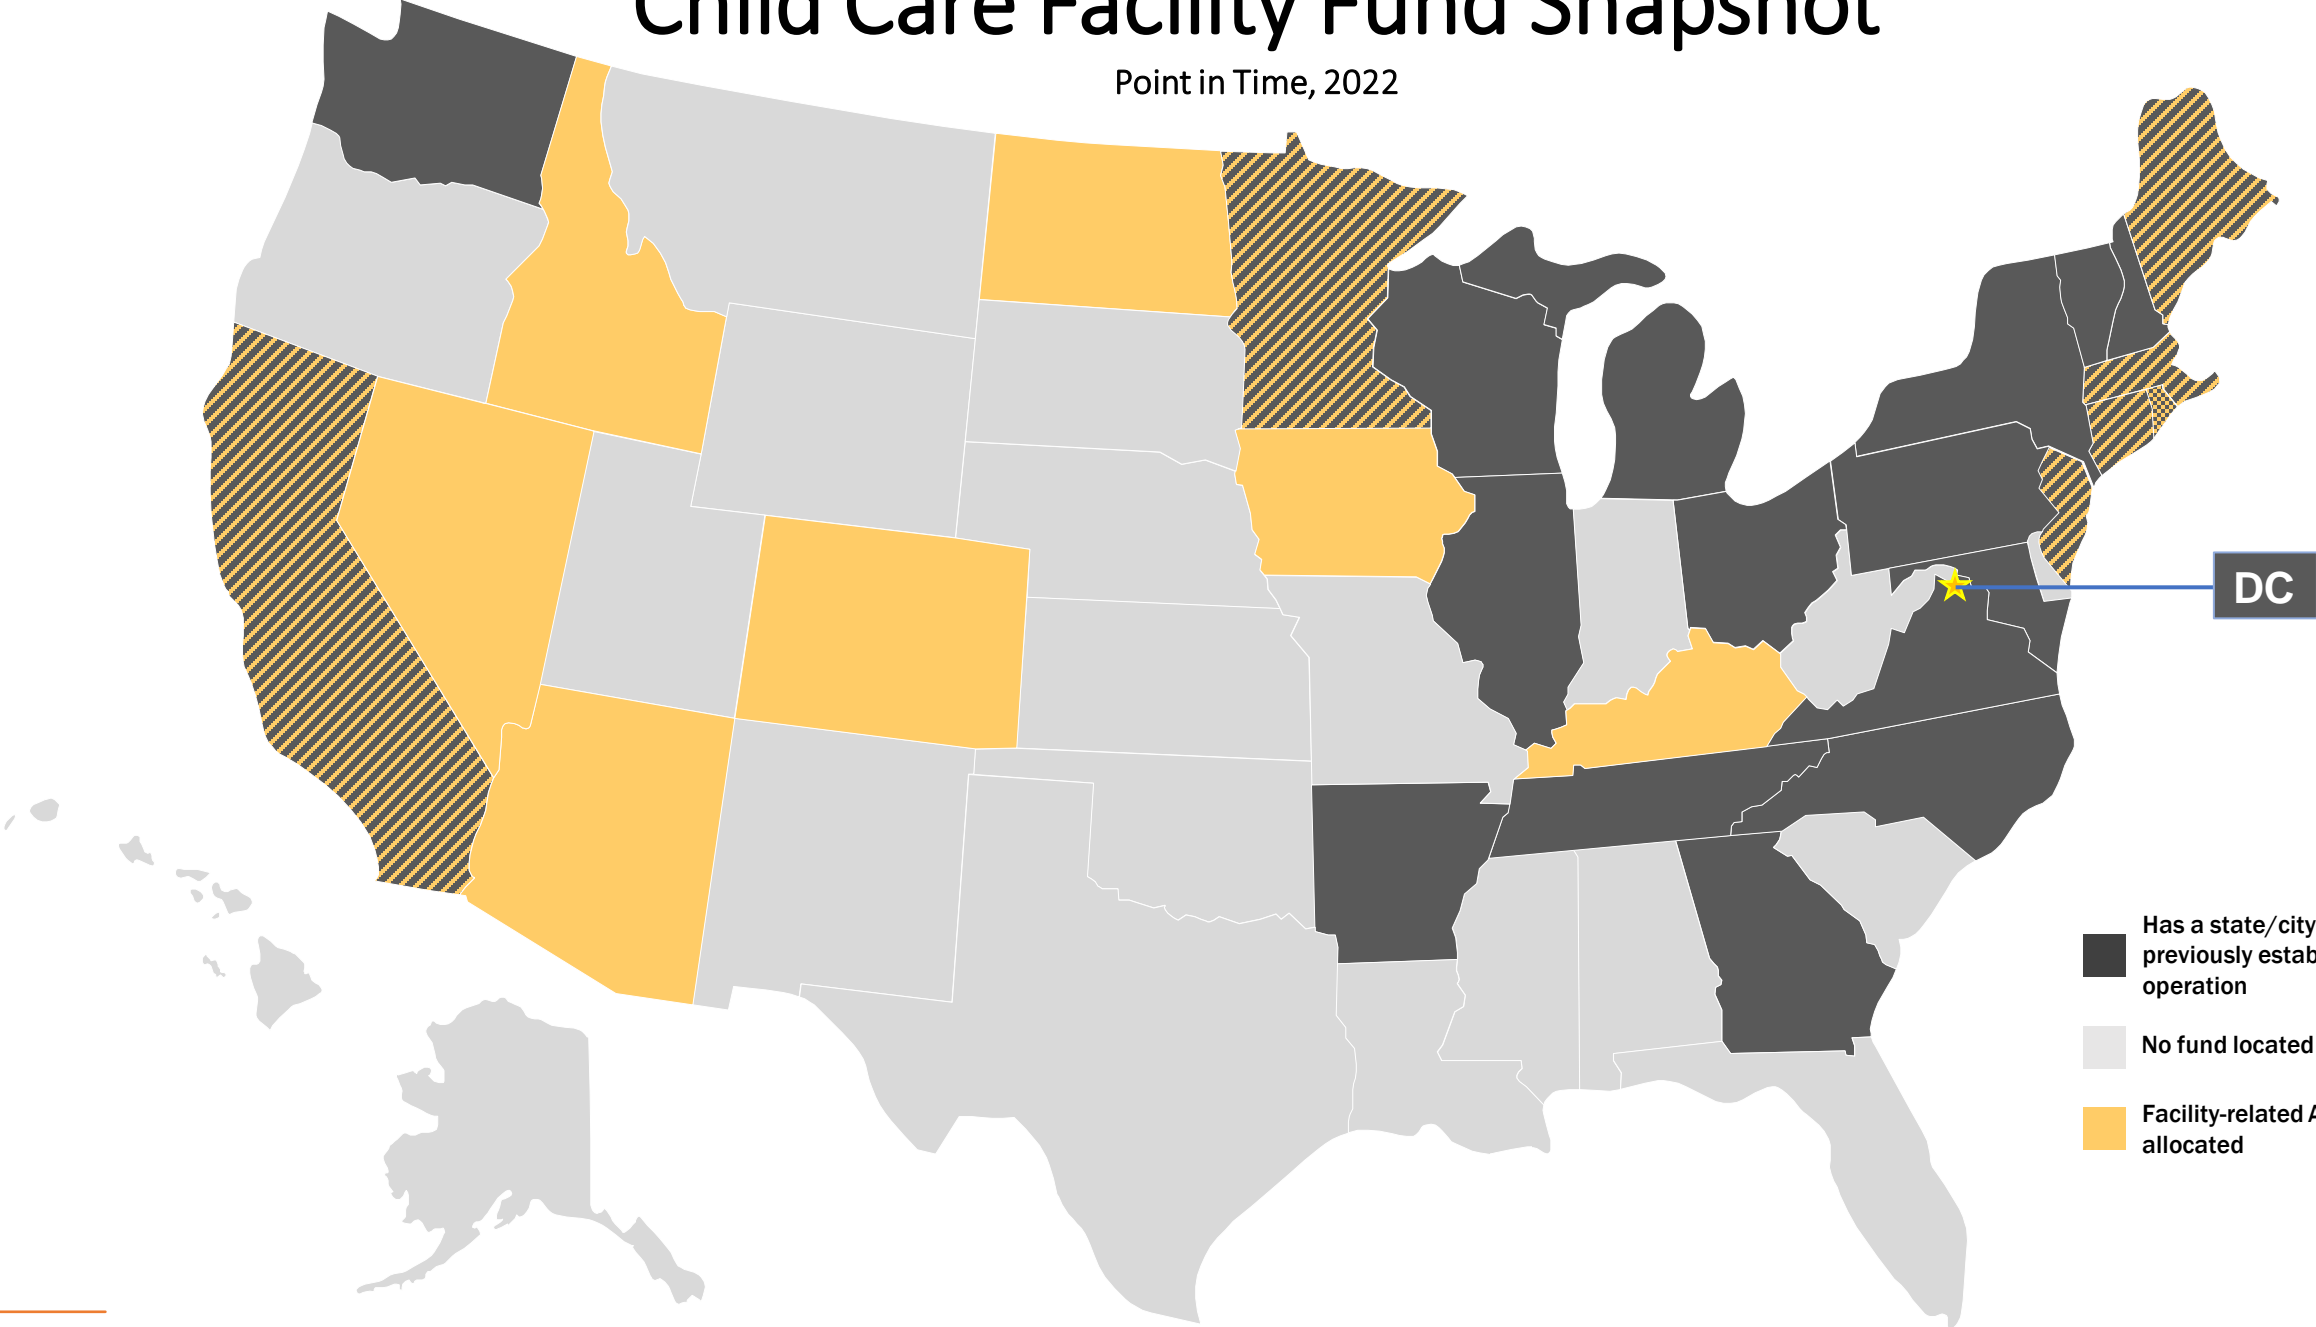 Child Care Facility Fund Snapshot
Point in Time, 2022
DC
Has a state/city
previously estab
operation
No fund located
Facility-related A
allocated